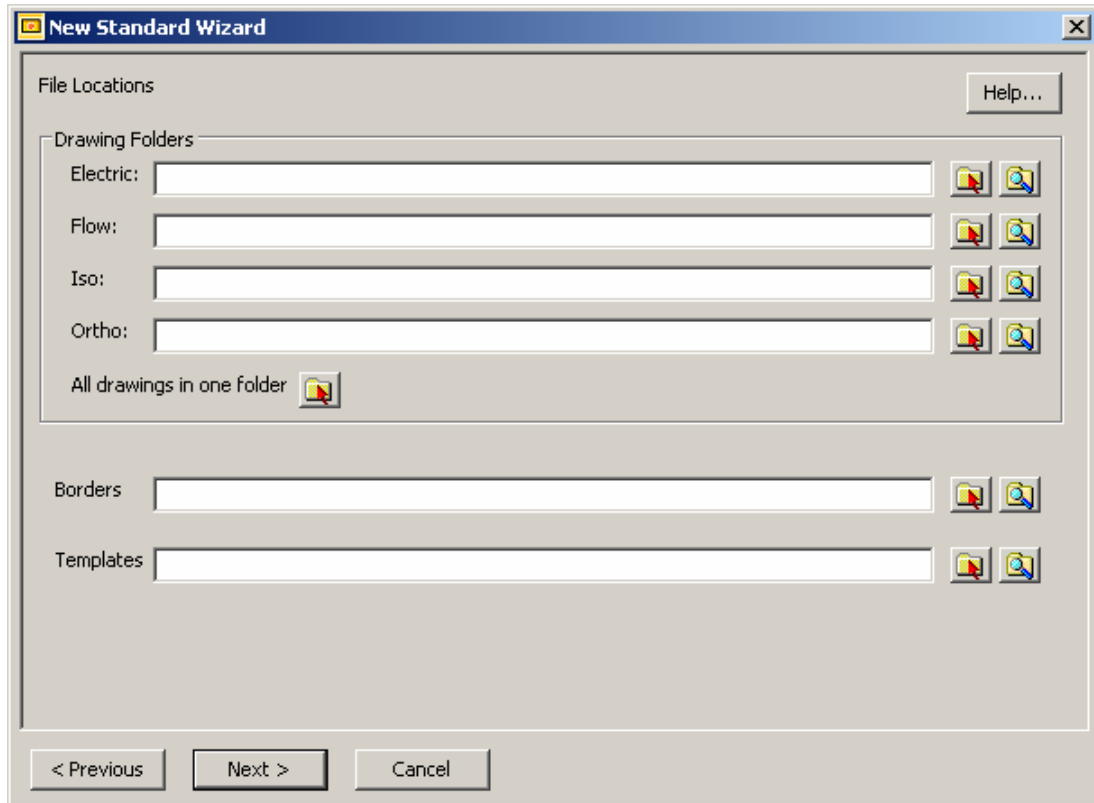 New Standard Wizard
File Locations
Help...
Drawing Folders
Electric:
Flow:
Iso:
Ortho:
All drawings in one folder
Borders
Templates
< Previous
Next >
Cancel